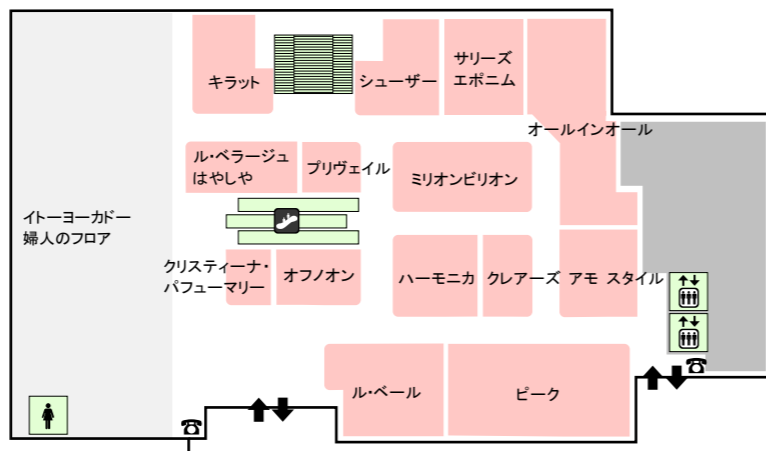 キラット
シューザー
サリーズ
エポニム
オールインオール
ル・ベラージュ
はやしや
プリヴェイル
ミリオンビリオン
イトーヨーカドー
婦人のフロア
クリスティーナ・
パフューマリー
オフノオン
ハーモニカ
クレアーズ
アモ スタイル
ル・ベール
ピーク